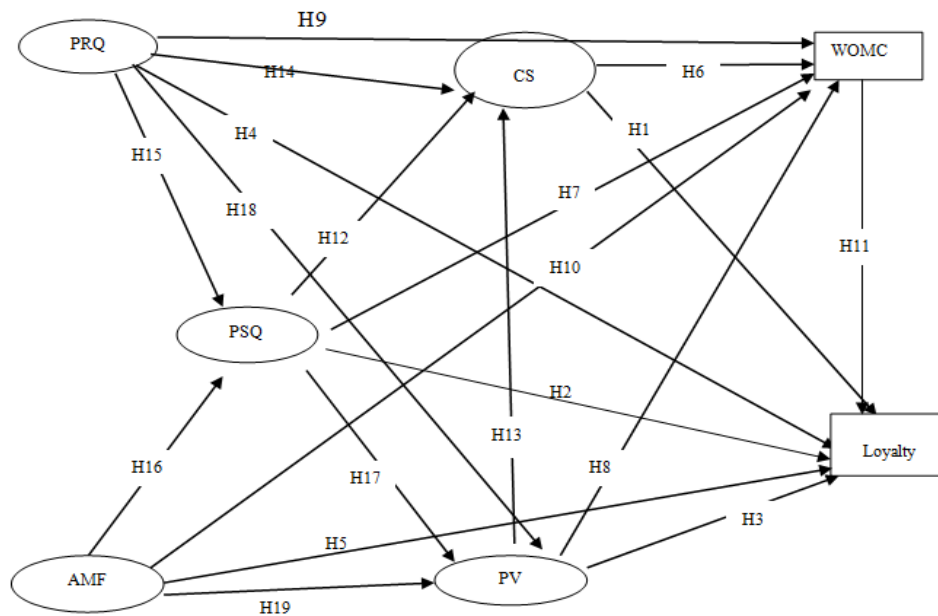 H9
PRQ
WOMC
H14
CS
H6
H4
H1
H15
H7
H18
H12
H11
H10
PSQ
H2
H13
Loyalty
H16
H17
H8
H3
H5
AMF
PV
H19